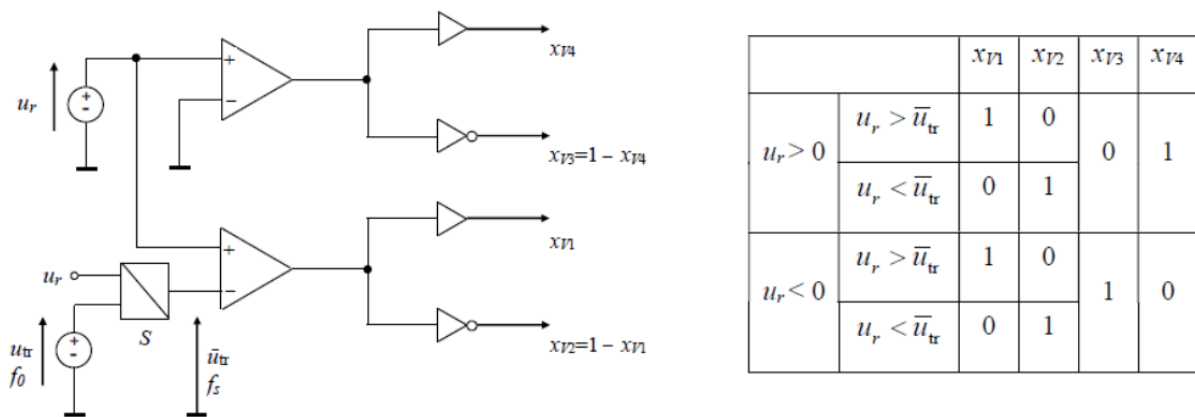 u_r
+
−
+
−
x_V4
x_V3=1 − x_V4
+
−
x_V1
x_V2=1 − x_V1
u_r
S
u_tr
f_0
+
-
ū_tr
f_s
x_V1 x_V2 x_V3 x_V4
u_r > 0 u_r > ū_tr 1 0 0 1
u_r < ū_tr 0 1
u_r < 0 u_r > ū_tr 1 0 1 0
u_r < ū_tr 0 1